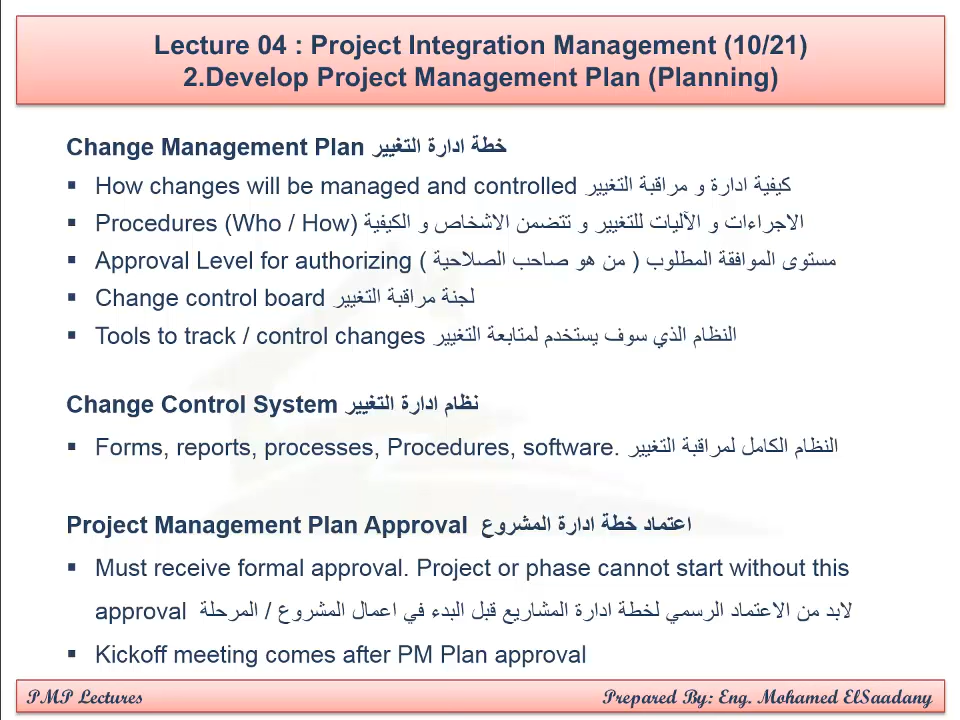 Lecture 04 : Project Integration Management (10/21)
2.Develop Project Management Plan (Planning)
Change Management Plan خطة ادارة التغيير
▪ How changes will be managed and controlled كيفية ادارة و مراقبة التغيير
▪ Procedures (Who / How) الاجراءات و الآليات للتغيير و تتضمن الاشخاص و الكيفية
▪ Approval Level for authorizing مستوى الموافقة المطلوب ( من هو صاحب الصلاحية )
▪ Change control board لجنة مراقبة التغيير
▪ Tools to track / control changes النظام الذي سوف يستخدم لمتابعة التغيير
Change Control System نظام ادارة التغيير
▪ Forms, reports, processes, Procedures, software. النظام الكامل لمراقبة التغيير
Project Management Plan Approval اعتماد خطة ادارة المشروع
▪ Must receive formal approval. Project or phase cannot start without this
approval لابد من الاعتماد الرسمي لخطة ادارة المشاريع قبل البدء في اعمال المشروع / المرحلة
▪ Kickoff meeting comes after PM Plan approval
PMP Lectures Prepared By: Eng. Mohamed ElSaadany